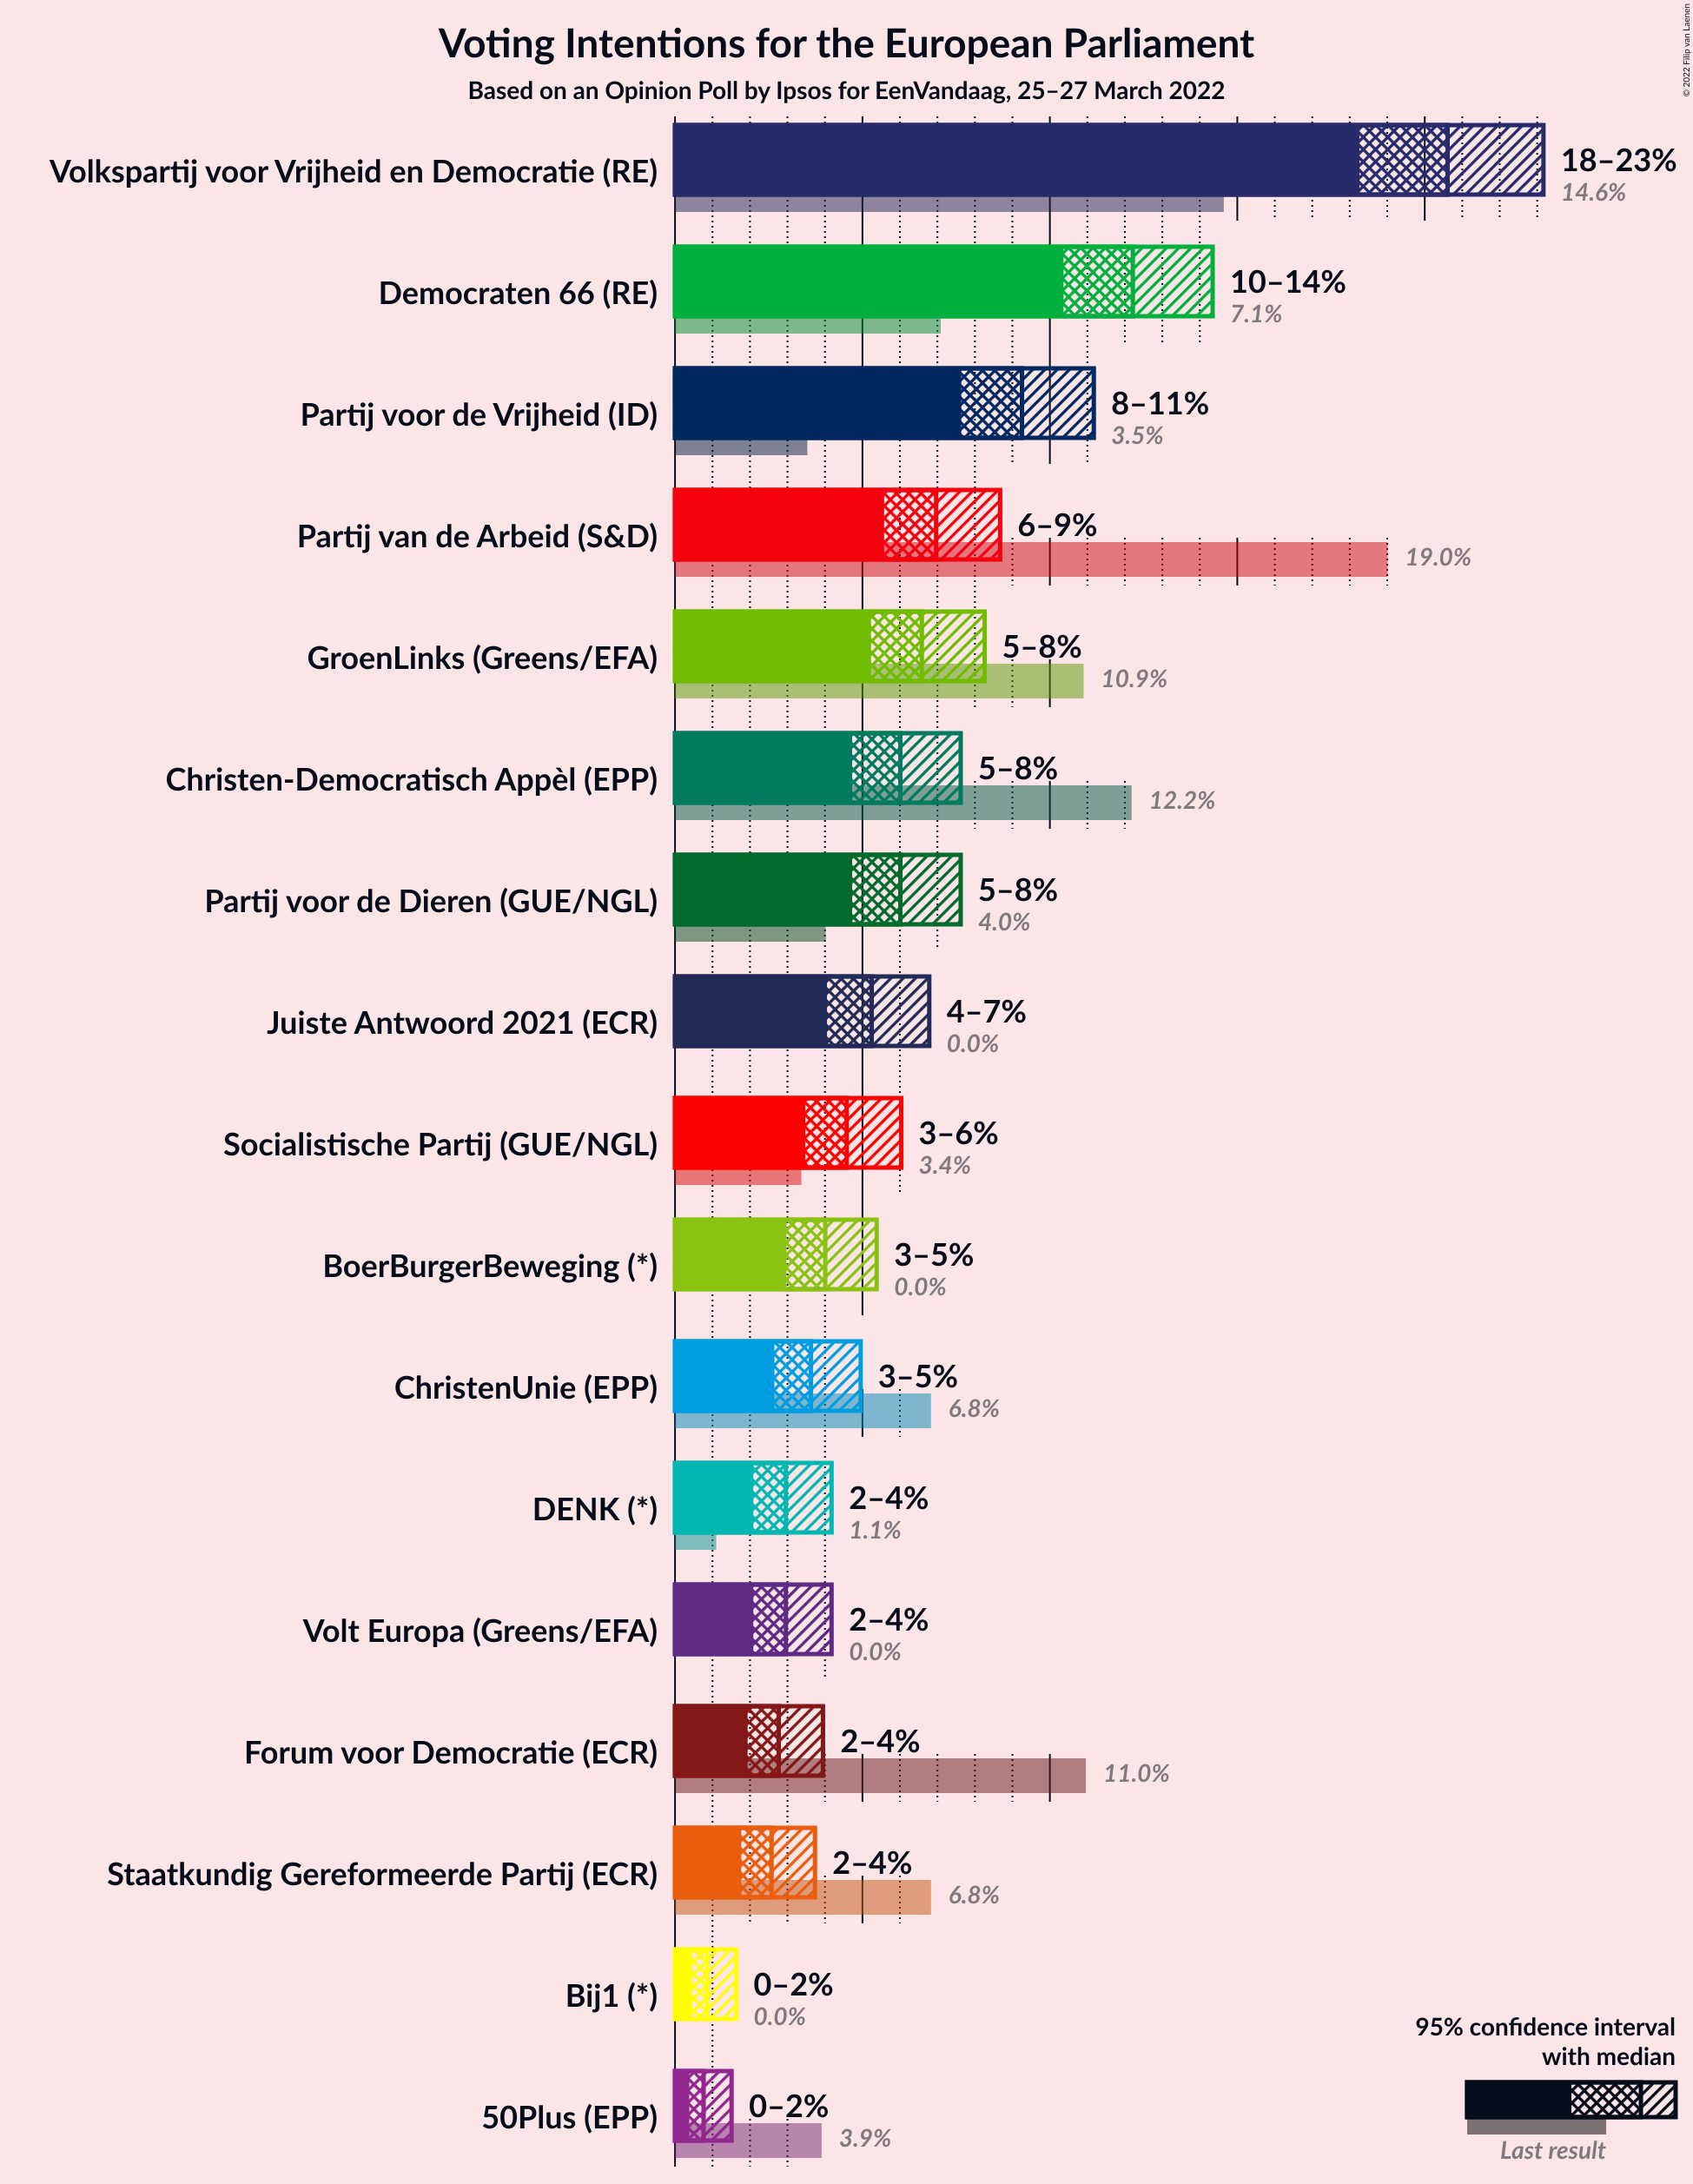 Voting Intentions for the European Parliament
Based on an Opinion Poll by Ipsos for EenVandaag, 25–27 March 2022
© 2022 Filip van Laenen
Volkspartij voor Vrijheid en Democratie (RE)
18–23%
14.6%
Democraten 66 (RE)
10–14%
7.1%
Partij voor de Vrijheid (ID)
8–11%
3.5%
Partij van de Arbeid (S&D)
6–9%
19.0%
GroenLinks (Greens/EFA)
5–8%
10.9%
Christen-Democratisch Appèl (EPP)
5–8%
12.2%
Partij voor de Dieren (GUE/NGL)
5–8%
4.0%
Juiste Antwoord 2021 (ECR)
4–7%
0.0%
Socialistische Partij (GUE/NGL)
3–6%
3.4%
BoerBurgerBeweging (*)
3–5%
0.0%
ChristenUnie (EPP)
3–5%
6.8%
DENK (*)
2–4%
1.1%
Volt Europa (Greens/EFA)
2–4%
0.0%
Forum voor Democratie (ECR)
2–4%
11.0%
Staatkundig Gereformeerde Partij (ECR)
2–4%
6.8%
Bij1 (*)
0–2%
0.0%
50Plus (EPP)
0–2%
3.9%
95% confidence interval
with median
Last result